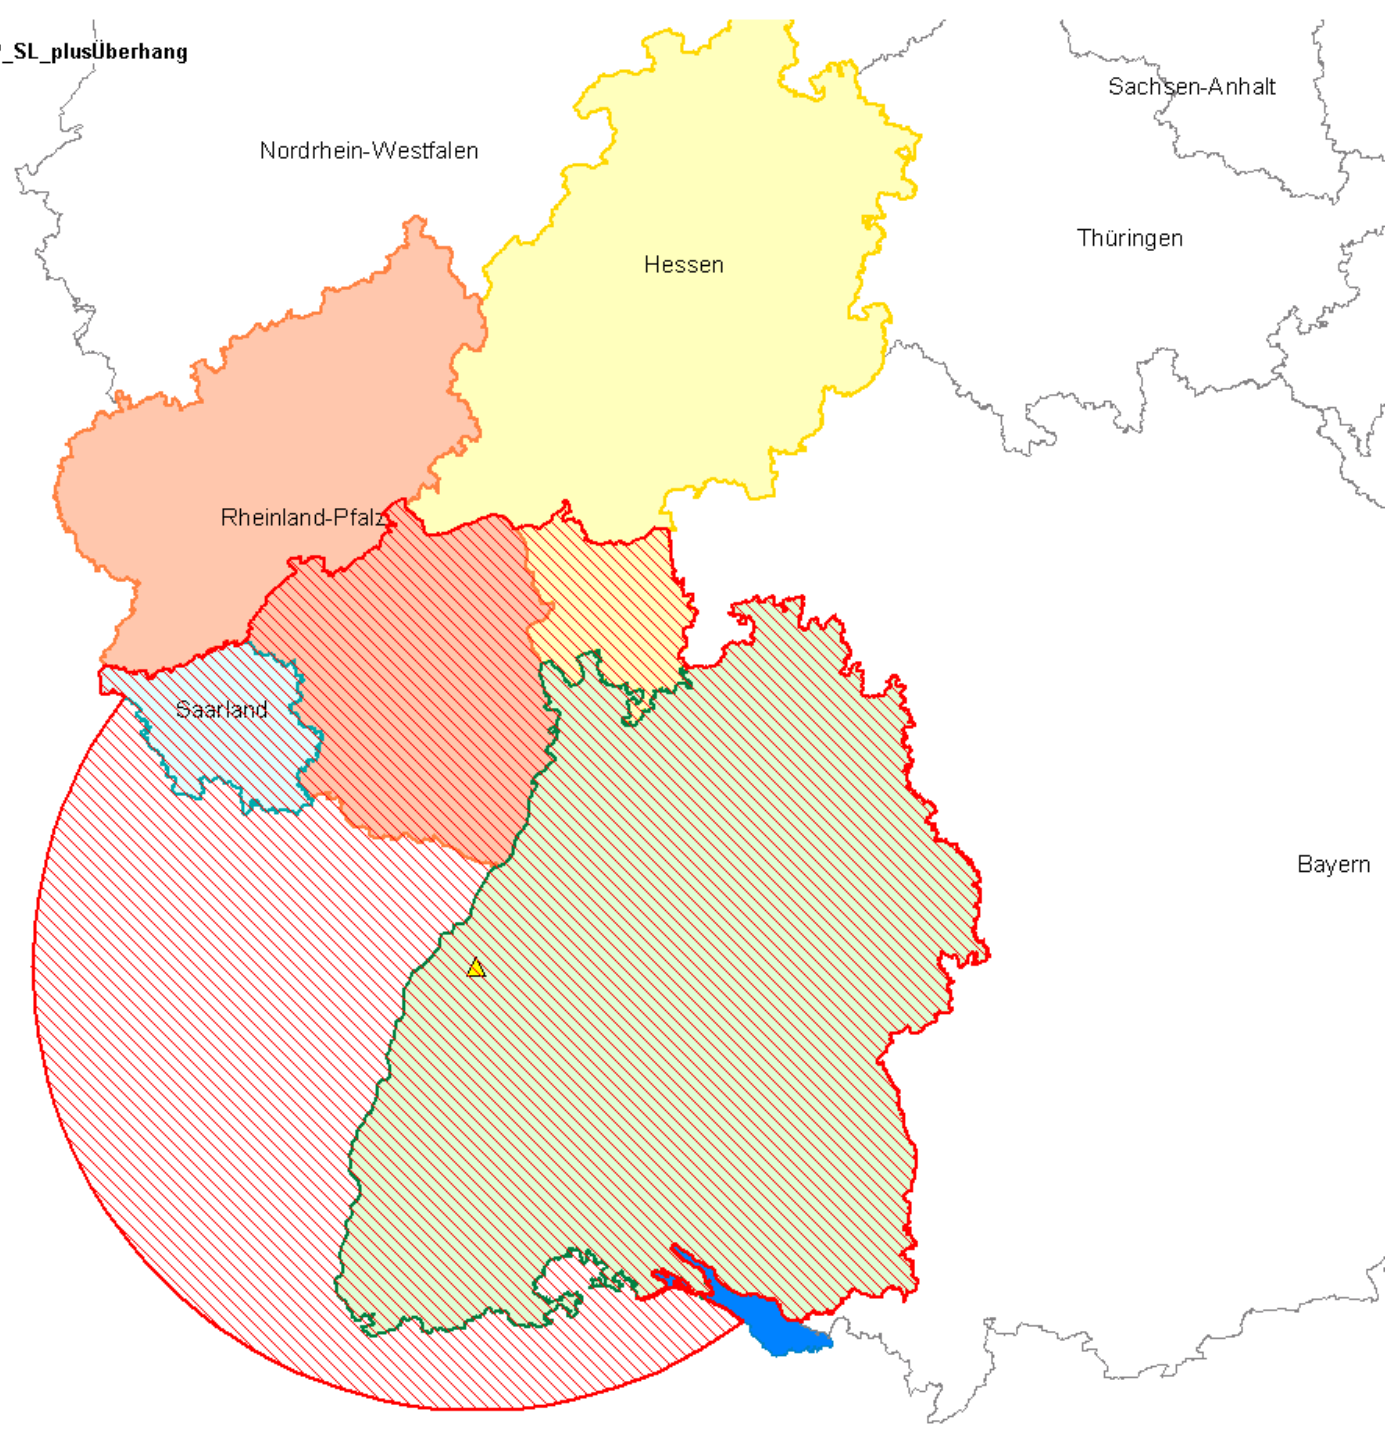 _SL_plusÜberhang
Sachsen-Anhalt
Nordrhein-Westfalen
Thüringen
Hessen
Rheinland-Pfalz
Saarland
Bayern